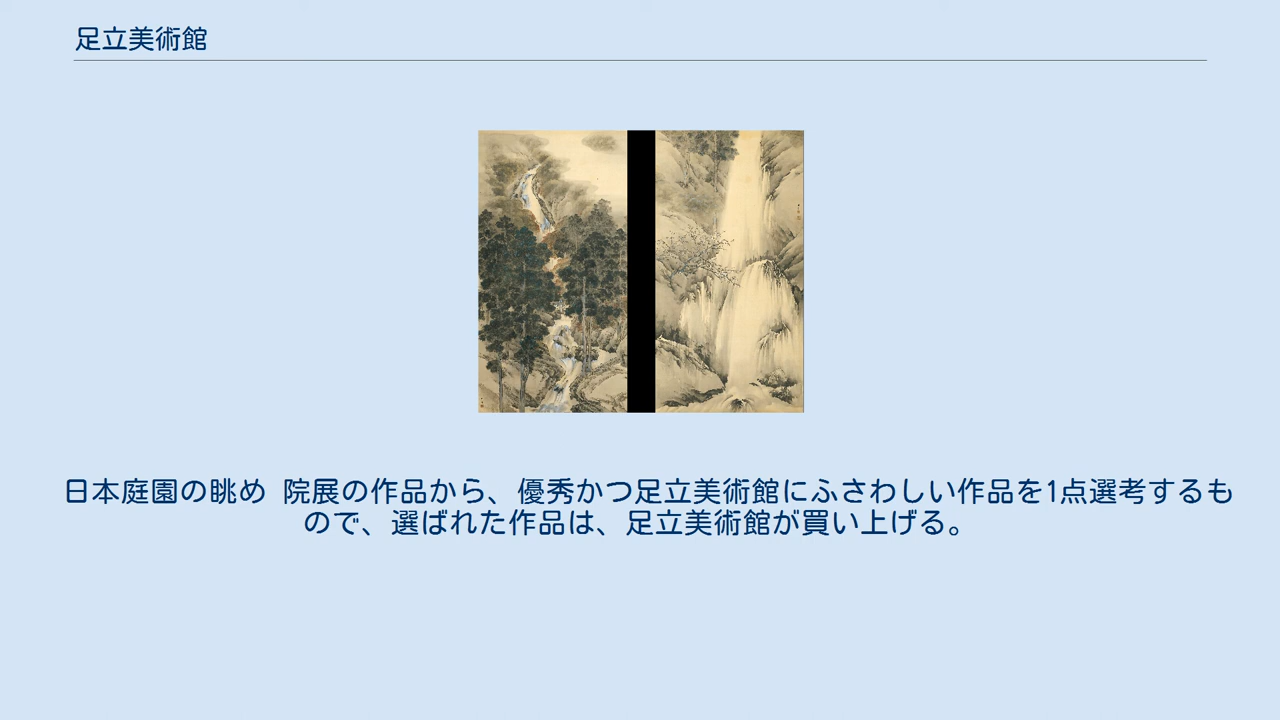 足立美術館
日本庭園の眺め 院展の作品から、優秀かつ足立美術館にふさわしい作品を1点選考するも
ので、選ばれた作品は、足立美術館が買い上げる。